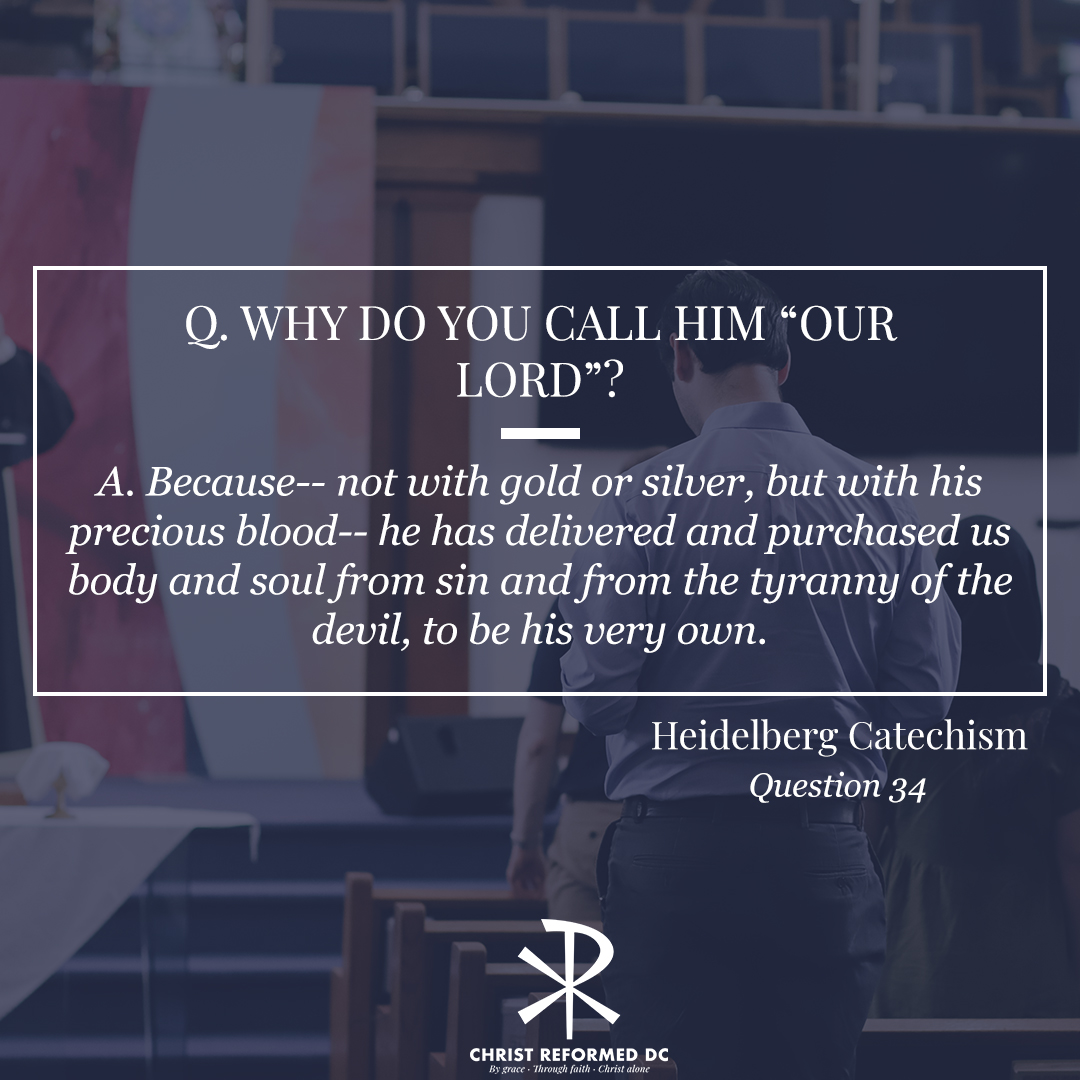 Q. WHY DO YOU CALL HIM “OUR
LORD”?
A. Because-- not with gold or silver, but with his
precious blood-- he has delivered and purchased us
body and soul from sin and from the tyranny of the
devil, to be his very own.
Heidelberg Catechism
Question 34
CHRIST REFORMED DC
By grace · Through faith · Christ alone